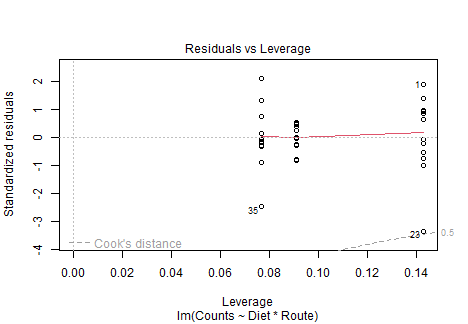 Residuals vs Leverage
Standardized residuals
2
1
0
-1
-2
-3
-4
1
35
23
0.5
Cook's distance
0.00 0.02 0.04 0.06 0.08 0.10 0.12 0.14
Leverage
lm(Counts ~ Diet * Route)